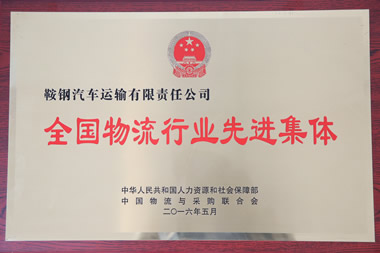 鞍钢汽车运输有限责任公司
全国物流行业先进集体
中华人民共和国人力资源和社会保障部
中国物流与采购联合会
二〇一六年五月